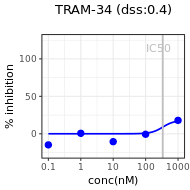 TRAM-34 (dss:0.4)
IC50
% inhibition
100
50
0
0.1 1 10 100 1000
conc(nM)